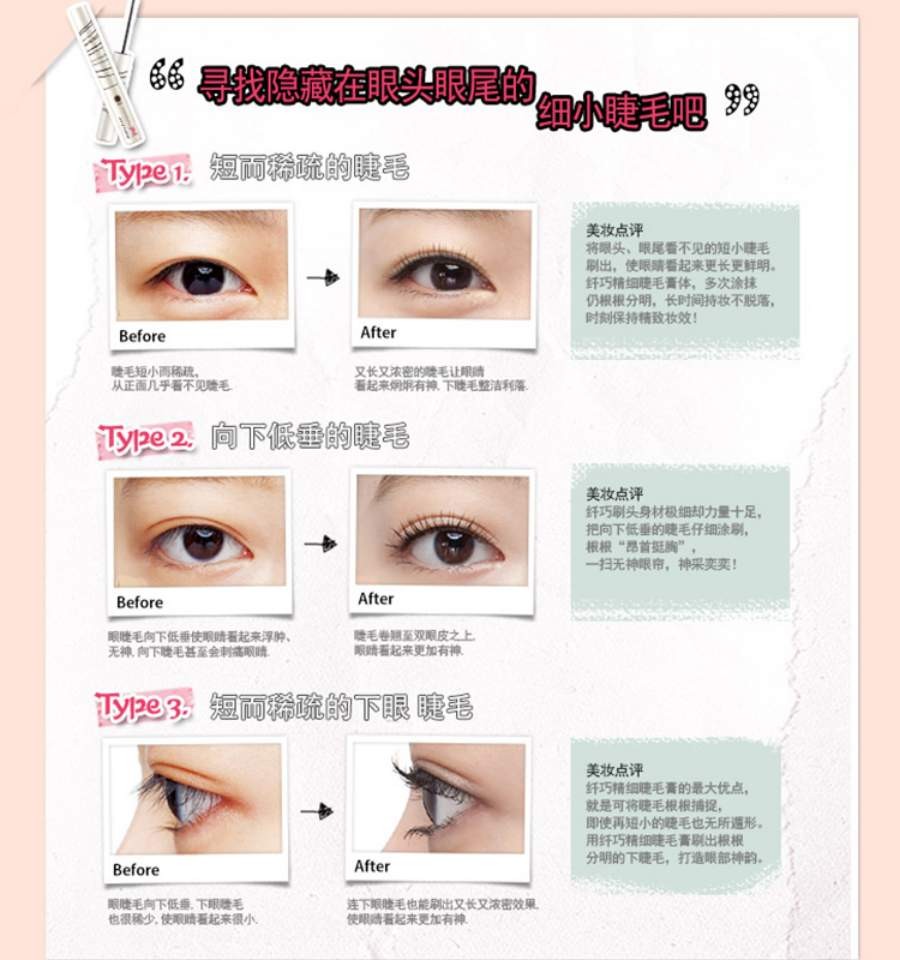 寻找隐藏在眼头眼尾的
细小睫毛吧
Type 1. 短而稀疏的睫毛
Before
After
睫毛短小而稀疏。
从正面几乎看不见睫毛.
又长又浓密的睫毛让眼睛
看起来炯炯有神. 下睫毛整洁利落.
美妆点评
将眼头、眼尾看不见的短小睫毛
刷出，使眼睛看起来更长更鲜明。
纤巧精细睫毛膏体，多次涂抹
仍根根分明，长时间持妆不脱落，
时刻保持精致妆效！
Type 2. 向下低垂的睫毛
Before
After
眼睫毛向下低垂使眼睛看起来浮肿、
无神, 向下睫毛甚至会刺痛眼睛.
睫毛卷翘至双眼皮之上,
眼睛看起来更加有神.
美妆点评
纤巧刷头身材极细却力量十足，
把向下低垂的睫毛仔细涂刷，
根根“昂首挺胸”，
一扫无神眼帘，神采奕奕！
Type 3. 短而稀疏的下眼 睫毛
Before
After
眼睫毛向下低垂, 下眼睫毛
也很稀少, 使眼睛看起来很小.
连下眼睫毛也能刷出又长又浓密效果,
使眼睛看起来更加有神.
美妆点评
纤巧精细睫毛膏的最大优点，
就是可将睫毛根根捕捉，
即使再短小的睫毛也无所遁形。
用纤巧精细睫毛膏刷出根根
分明的下睫毛，打造眼部神韵。